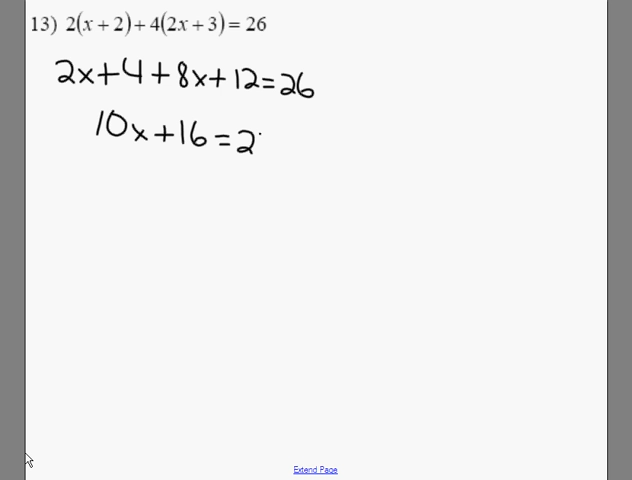 13) 2(x + 2) + 4(2x + 3) = 26
2x+4+8x+12=26
10x+16=2
Extend Page